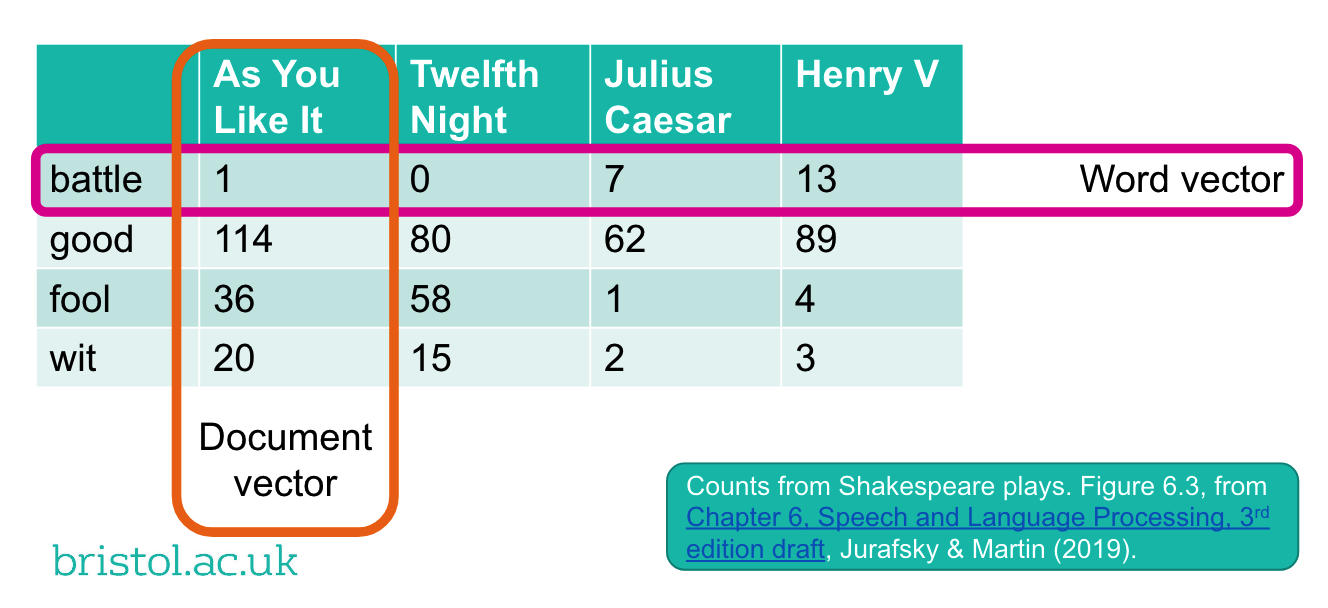 As You Like It Twelfth Night Julius Caesar Henry V
battle 1 0 7 13 Word vector
good 114 80 62 89
fool 36 58 1 4
wit 20 15 2 3
Document
vector
Counts from Shakespeare plays. Figure 6.3, from
Chapter 6, Speech and Language Processing, 3rd
edition draft, Jurafsky & Martin (2019).
bristol.ac.uk